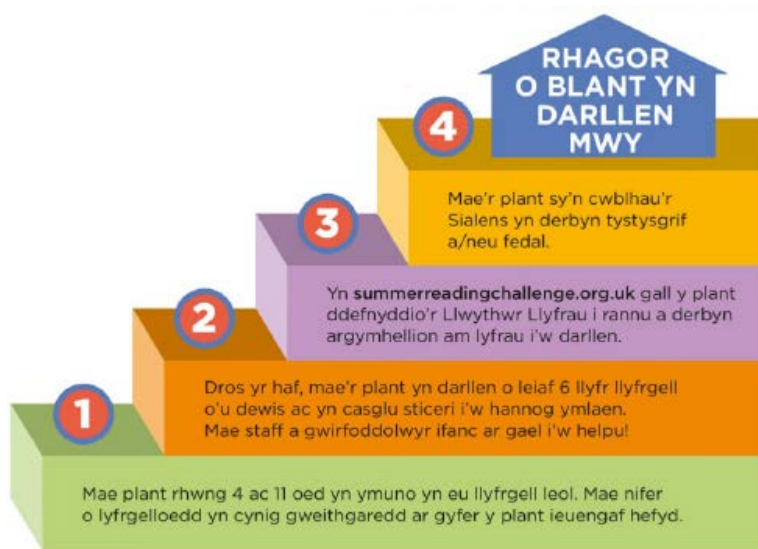 RHAGOR
O BLANT YN
DARLLEN
MWY
4
Mae'r plant sy'n cwblhau'r
Sialens yn derbyn tystysgrif
a/neu fedal.
3
Yn summerreadingchallenge.org.uk gall y plant
ddefnyddio'r Llwythwr Llyfrau i rannu a derbyn
argymhellion am lyfrau i'w darllen.
2
Dros yr haf, mae'r plant yn darllen o leiaf 6 llyfr llyfrgell
o'u dewis ac yn casglu sticeri i'w hannog ymlaen.
Mae staff a gwirfoddolwyr ifanc ar gael i'w helpu!
1
Mae plant rhwng 4 ac 11 oed yn ymuno yn eu llyfrgell leol. Mae nifer
o lyfrgelloedd yn cynig gweithgaredd ar gyfer y plant ieuengaf hefyd.